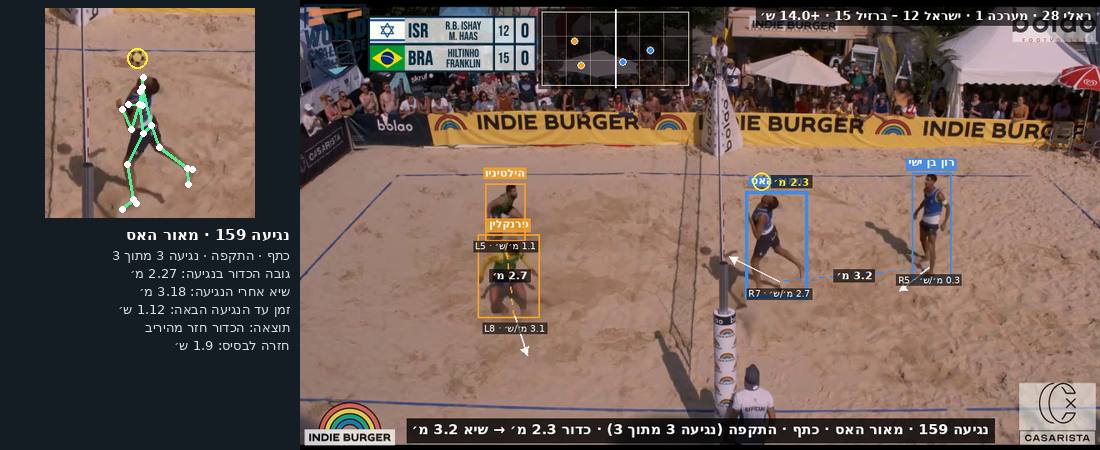 ראלי 28 · מערכה 1 · ישראל 12 – ברזיל 15 · +14.0 ש׳
ISR R.B. ISHAY M. HAAS 12 0
BRA HILTINHO FRANKLIN 15 0
INDIE BURGER
bolao
INDIE BURGER
INDIE BURGER
INDIE BURGER
bolao
CASARISTA
bolao
הילטיניו
L5 · 1.1 מ׳/ש׳
פרנקלין
2.7 מ׳
L8 · 3.1 מ׳/ש׳
האס
2.3 מ׳
R7 · 2.7 מ׳/ש׳
3.2 מ׳
רון בן ישי
R5 · 0.3 מ׳/ש׳
נגיעה 159 · מאור האס
כתף · התקפה · נגיעה 3 מתוך 3
גובה הכדור בנגיעה: 2.27 מ׳
שיא אחרי הנגיעה: 3.18 מ׳
זמן עד הנגיעה הבאה: 1.12 ש׳
תוצאה: הכדור חזר מהיריב
חזרה לבסיס: 1.9 ש׳
INDIE BURGER
נגיעה 159 · מאור האס · כתף · התקפה (נגיעה 3 מתוך 3) · כדור 2.3 מ׳ → שיא 3.2 מ׳
CASARISTA